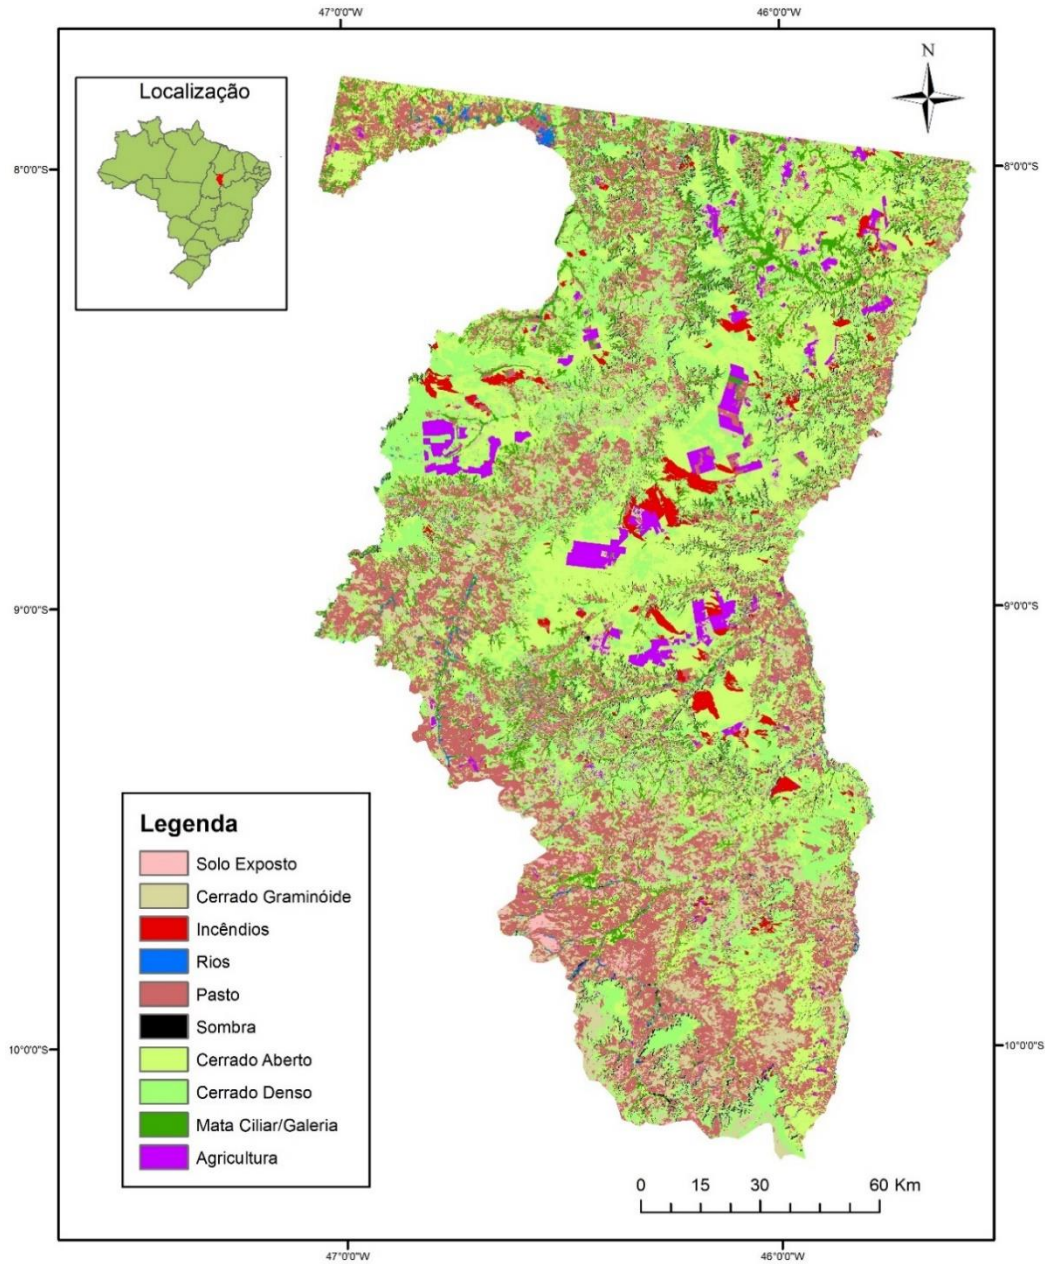 47°0'0"W
46°0'0"W
Localização
N
8°0'0"S
8°0'0"S
9°0'0"S
9°0'0"S
Legenda
Solo Exposto
Cerrado Graminóide
Incêndios
Rios
Pasto
Sombra
Cerrado Aberto
Cerrado Denso
Mata Ciliar/Galeria
Agricultura
10°0'0"S
10°0'0"S
0 15 30 60 Km
47°0'0"W
46°0'0"W